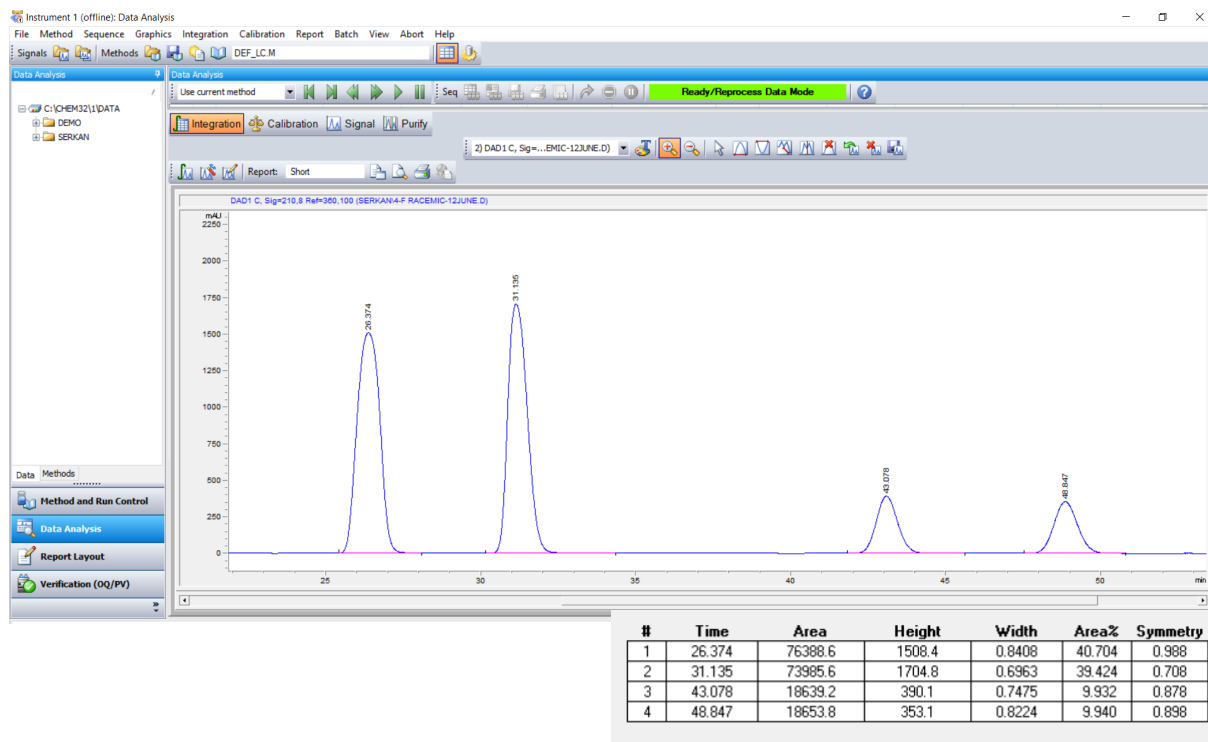 Instrument 1 (offline): Data Analysis
File Method Sequence Graphics Integration Calibration Report Batch View Abort Help
Signals Methods DEF_LC.M
Data Analysis
C:\CHEM32\1\DATA
DEMO
SERKAN
Data Methods
Method and Run Control
Data Analysis
Report Layout
Verification (OQ/PV)
Data Analysis
Use current method Seq Ready/Reprocess Data Mode
Integration Calibration Signal Purify
2) DAD1 C, Sig=...EMIC-12JUNE.D)
Report: Short
DAD1 C, Sig=210,8 Ref=360,100 (SERKAN\4-F RACEMIC-12JUNE.D)
mAU
2250
2000
1750
1500
1250
1000
750
500
250
0
26.374
31.135
43.078
48.847
25 30 35 40 45 50 min
# Time Area Height Width Area% Symmetry
1 26.374 76388.6 1508.4 0.8408 40.704 0.988
2 31.135 73985.6 1704.8 0.6963 39.424 0.708
3 43.078 18639.2 390.1 0.7475 9.932 0.878
4 48.847 18653.8 353.1 0.8224 9.940 0.898